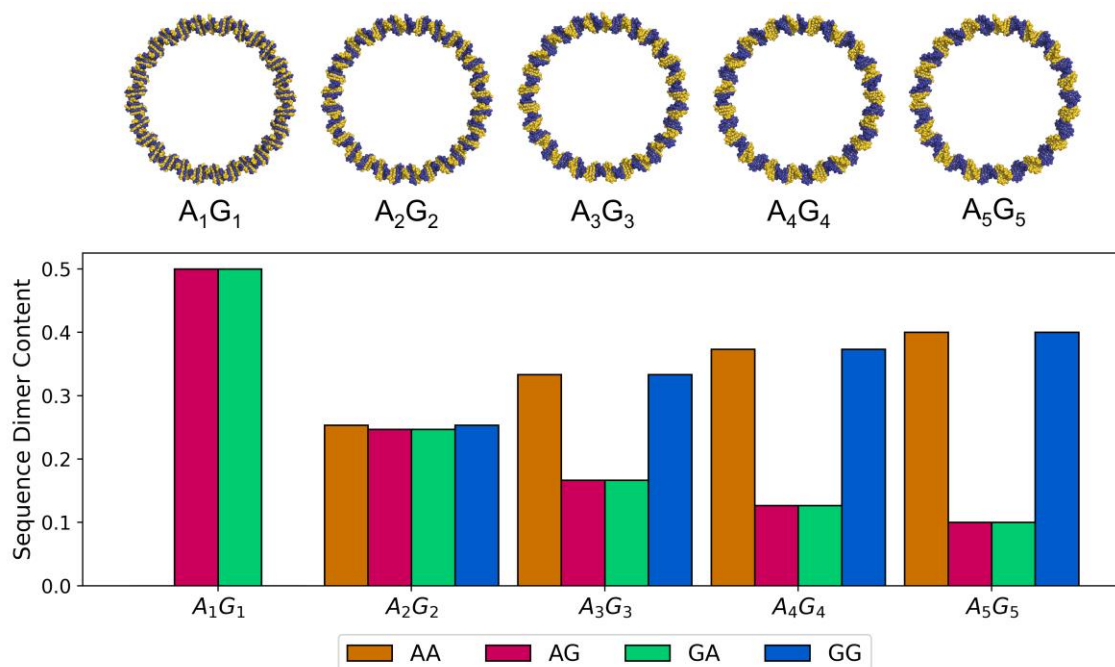 A₁G₁ A₂G₂ A₃G₃ A₄G₄ A₅G₅
Sequence Dimer Content
0.5
0.4
0.3
0.2
0.1
0.0
A₁G₁ A₂G₂ A₃G₃ A₄G₄ A₅G₅
AA AG GA GG